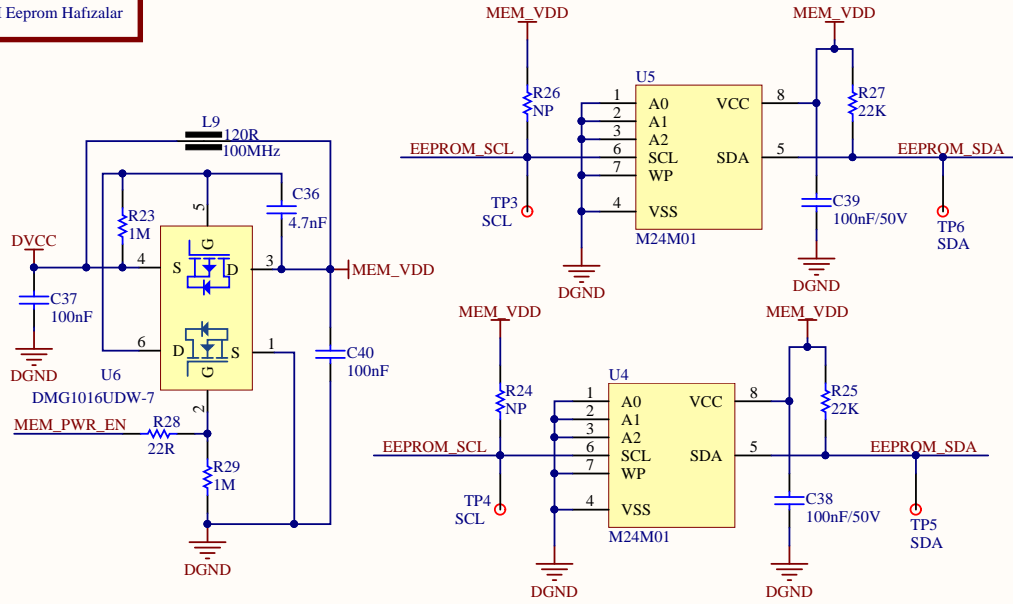 Eeprom Hafızalar
L9
120R
100MHz
C36
4.7nF
R23
1M
DVCC
5
G
4
S
D
3
MEM_VDD
C37
100nF
DGND
6
D
S
1
G
U6
DMG1016UDW-7
2
C40
100nF
MEM_PWR_EN
R28
22R
R29
1M
DGND
MEM_VDD
R26
NP
EEPROM_SCL
TP3
SCL
U5
1
A0
2
A1
3
A2
6
SCL
7
WP
4
VSS
VCC
8
SDA
5
M24M01
DGND
MEM_VDD
R27
22K
EEPROM_SDA
C39
100nF/50V
TP6
SDA
DGND
MEM_VDD
R24
NP
EEPROM_SCL
TP4
SCL
U4
1
A0
2
A1
3
A2
6
SCL
7
WP
4
VSS
VCC
8
SDA
5
M24M01
DGND
MEM_VDD
R25
22K
EEPROM_SDA
C38
100nF/50V
TP5
SDA
DGND